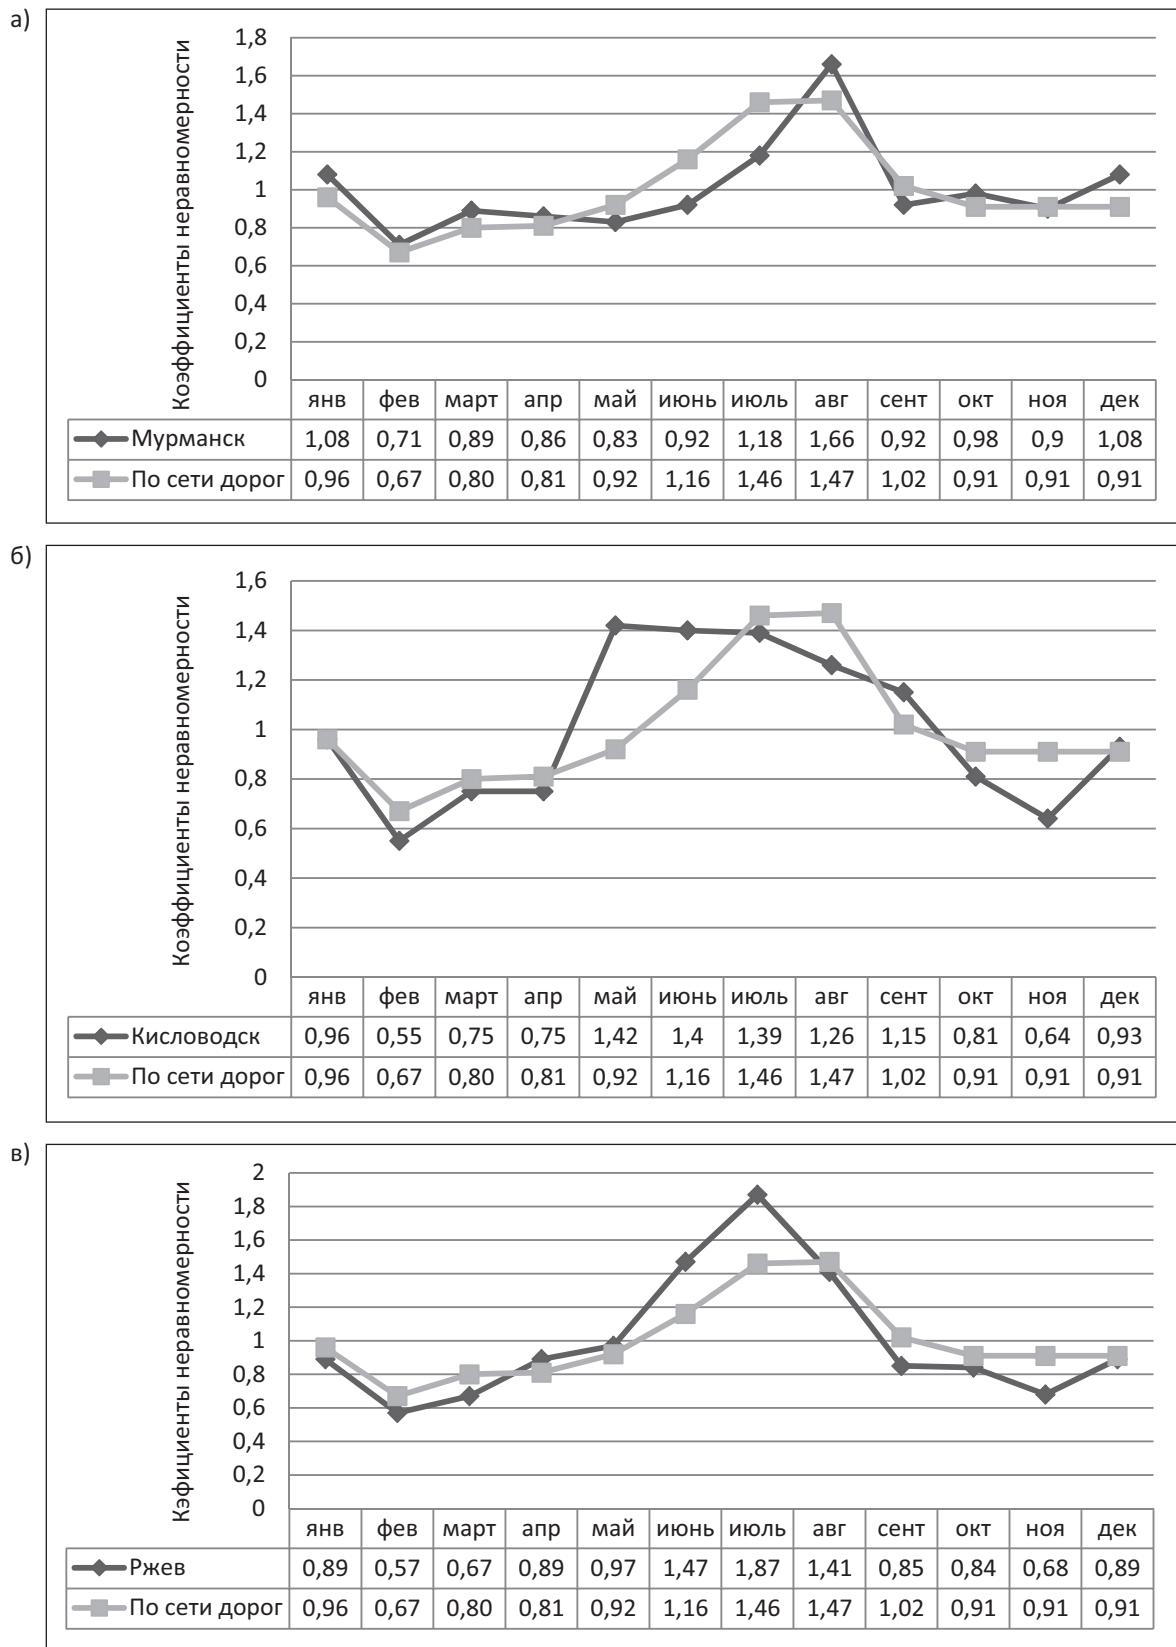 а)
Коэффициенты неравномерности
1,8
1,6
1,4
1,2
1
0,8
0,6
0,4
0,2
0
янв фев март апр май июнь июль авг сент окт ноя дек
Мурманск 1,08 0,71 0,89 0,86 0,83 0,92 1,18 1,66 0,92 0,98 0,9 1,08
По сети дорог 0,96 0,67 0,80 0,81 0,92 1,16 1,46 1,47 1,02 0,91 0,91 0,91
б)
Коэффициенты неравномерности
1,6
1,4
1,2
1
0,8
0,6
0,4
0,2
0
янв фев март апр май июнь июль авг сент окт ноя дек
Кисловодск 0,96 0,55 0,75 0,75 1,42 1,4 1,39 1,26 1,15 0,81 0,64 0,93
По сети дорог 0,96 0,67 0,80 0,81 0,92 1,16 1,46 1,47 1,02 0,91 0,91 0,91
в)
Кэфициенты неравномерности
2
1,8
1,6
1,4
1,2
1
0,8
0,6
0,4
0,2
0
янв фев март апр май июнь июль авг сент окт ноя дек
Ржев 0,89 0,57 0,67 0,89 0,97 1,47 1,87 1,41 0,85 0,84 0,68 0,89
По сети дорог 0,96 0,67 0,80 0,81 0,92 1,16 1,46 1,47 1,02 0,91 0,91 0,91